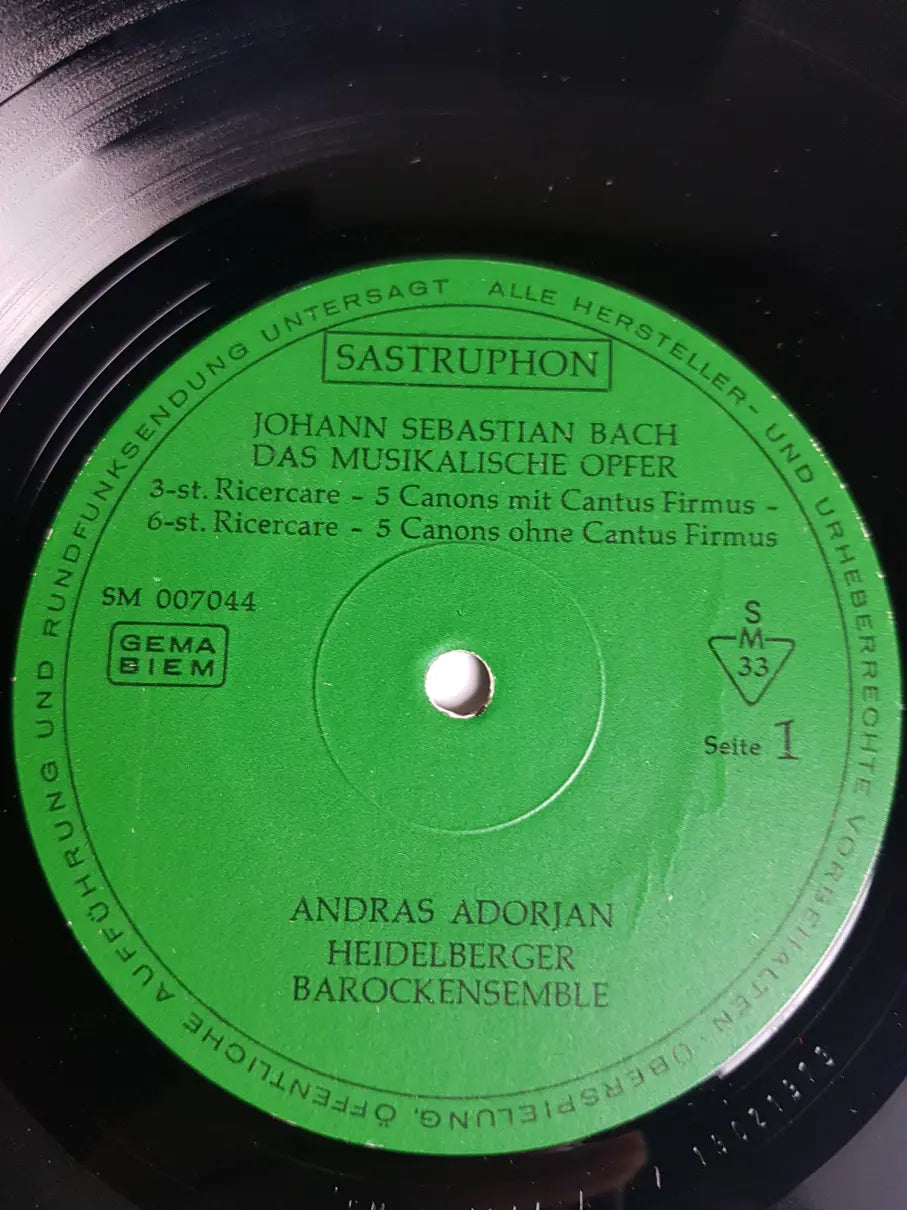 ALLE HERSTELLER- UND URHEBERRECHTE VORBEHALTEN · ÜBERSPIELUNG, ÖFFENTLICHE AUFFÜHRUNG UND RUNDFUNKSENDUNG UNTERSAGT
SASTRUPHON
JOHANN SEBASTIAN BACH
DAS MUSIKALISCHE OPFER
3-st. Ricercare - 5 Canons mit Cantus Firmus -
6-st. Ricercare - 5 Canons ohne Cantus Firmus
SM 007044
GEMA
BIEM
S
M
33
Seite 1
ANDRAS ADORJAN
HEIDELBERGER
BAROCKENSEMBLE